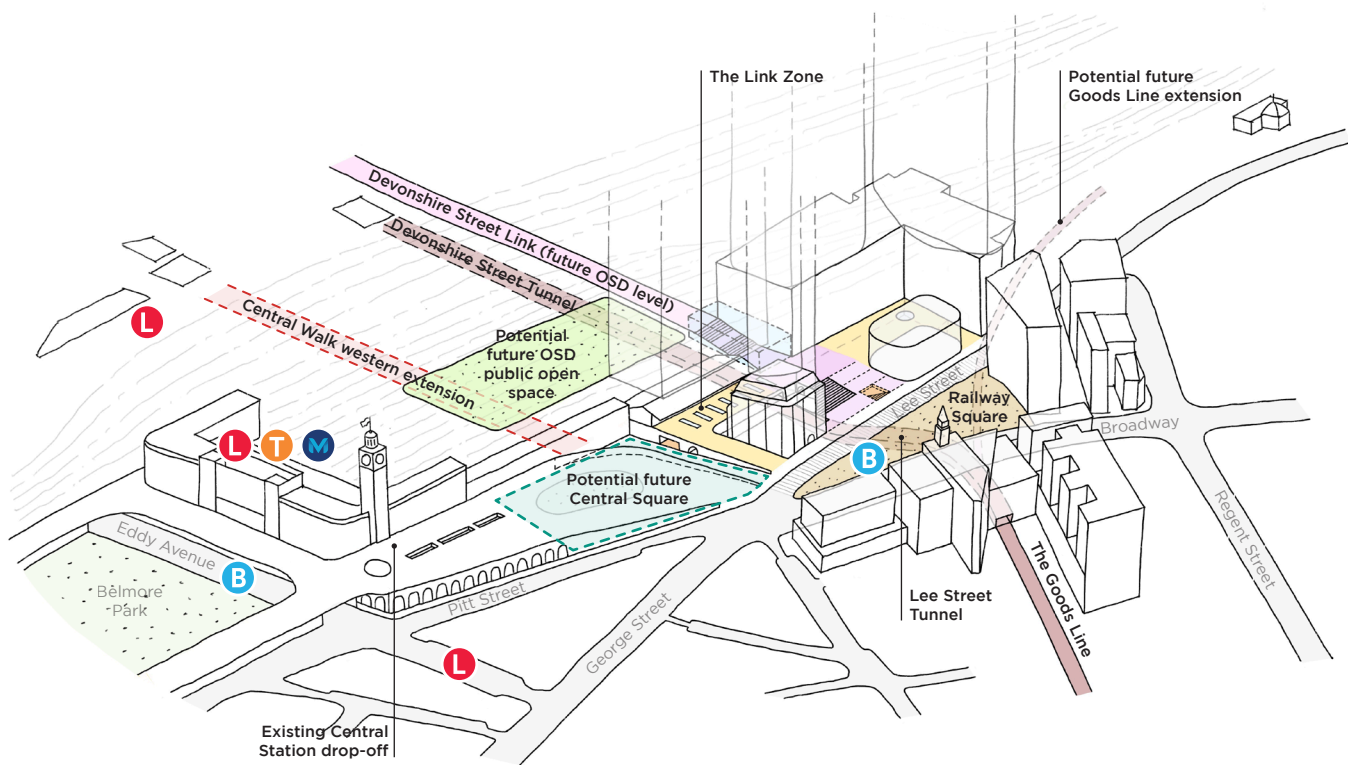 The Link Zone
Potential future
Goods Line extension
Devonshire Street Link (future OSD level)
Devonshire Street Tunnel
Central Walk western extension
L
Potential
future OSD
public open
space
Lee Street
Railway
Square
Broadway
L
T
M
B
Potential future
Central Square
Eddy Avenue
B
Belmore
Park
Pitt Street
George Street
L
Regent Street
The Goods Line
Lee Street
Tunnel
Existing Central
Station drop-off